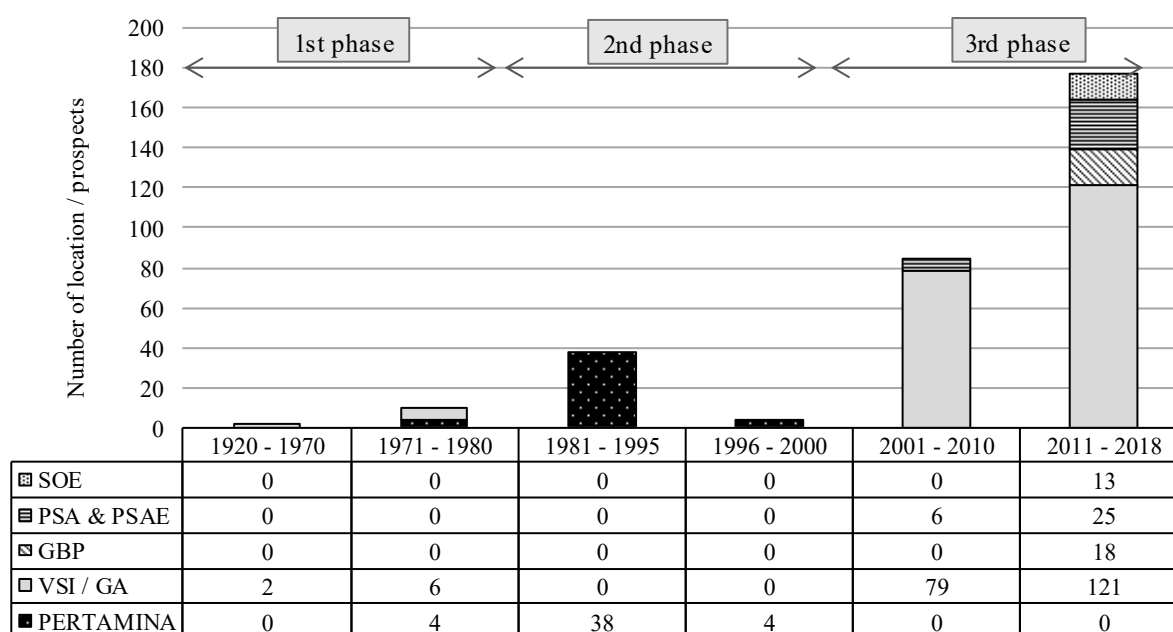 200
180
160
140
120
100
80
60
40
20
0
Number of location / prospects
1st phase 2nd phase 3rd phase
1920 - 1970 1971 - 1980 1981 - 1995 1996 - 2000 2001 - 2010 2011 - 2018
SOE 0 0 0 0 0 13
PSA & PSAE 0 0 0 0 6 25
GBP 0 0 0 0 0 18
VSI / GA 2 6 0 0 79 121
PERTAMINA 0 4 38 4 0 0